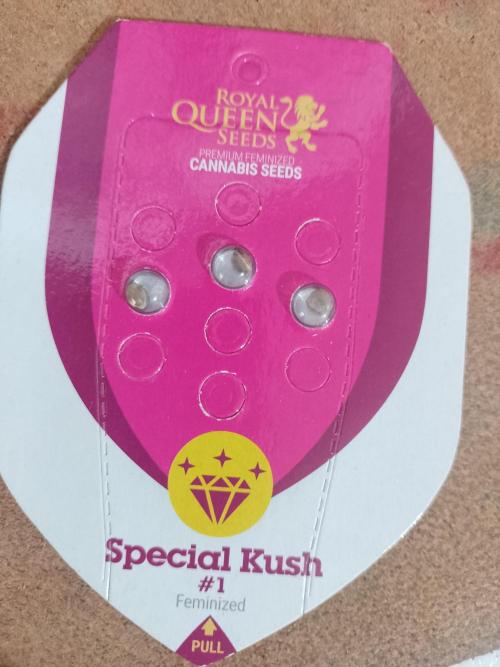 ROYAL
QUEEN
SEEDS
PREMIUM FEMINIZED
CANNABIS SEEDS
Special Kush
#1
Feminized
PULL